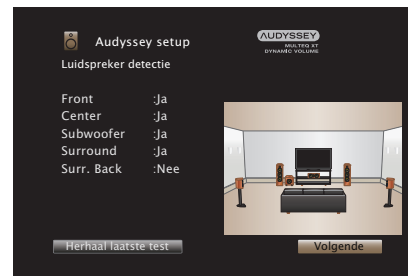 Audyssey setup
AUDYSSEY
MULTEQ XT
DYNAMIC VOLUME
Luidspreker detectie
Front :Ja
Center :Ja
Subwoofer :Ja
Surround :Ja
Surr. Back :Nee
Herhaal laatste test
Volgende